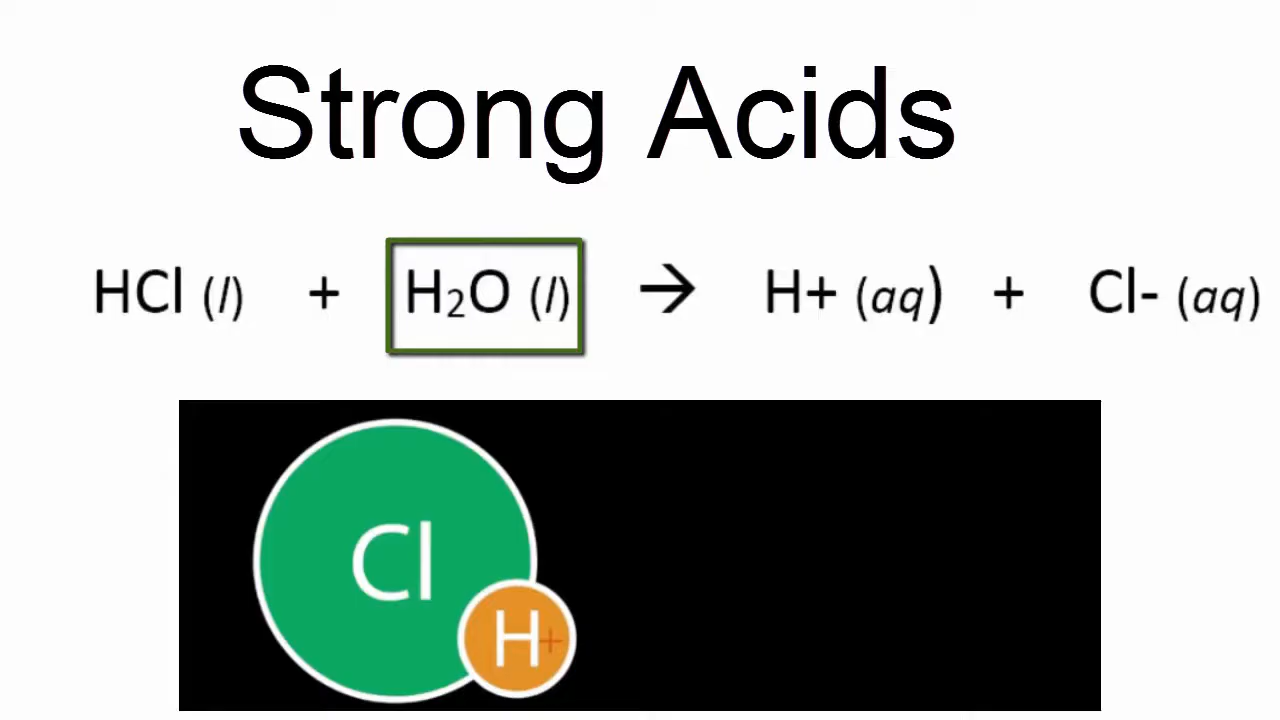 Strong Acids
HCl (l) + H₂O (l) → H+ (aq) + Cl- (aq)
Cl
H+